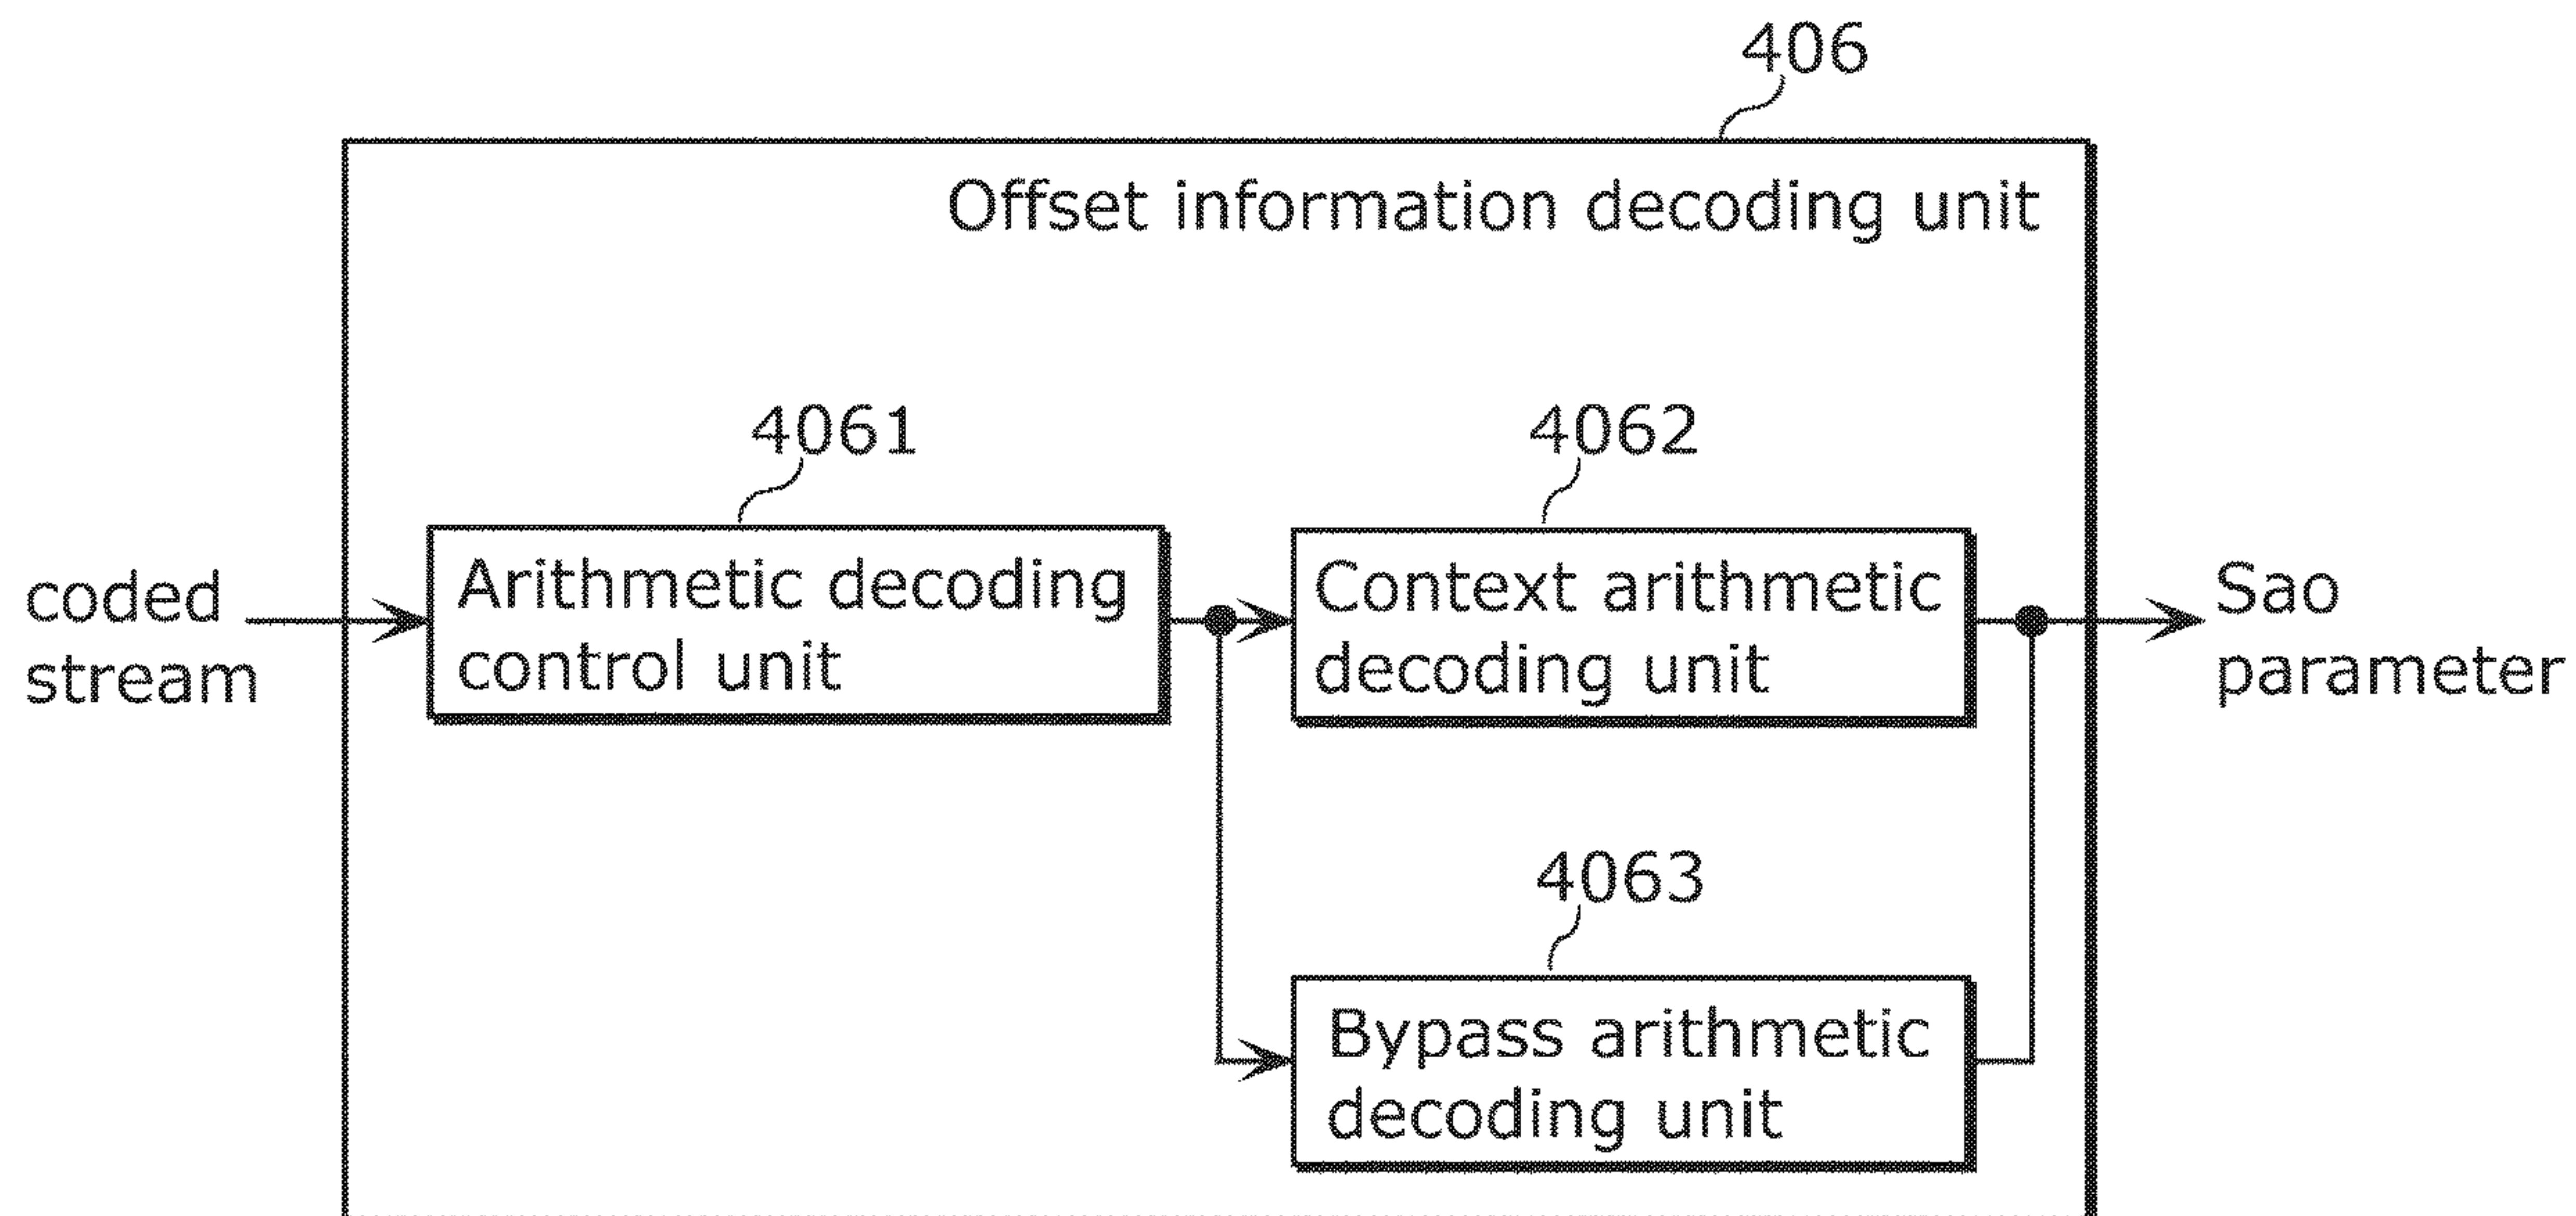 406
Offset information decoding unit
4061
4062
coded
stream
Arithmetic decoding
control unit
Context arithmetic
decoding unit
Sao
parameter
4063
Bypass arithmetic
decoding unit